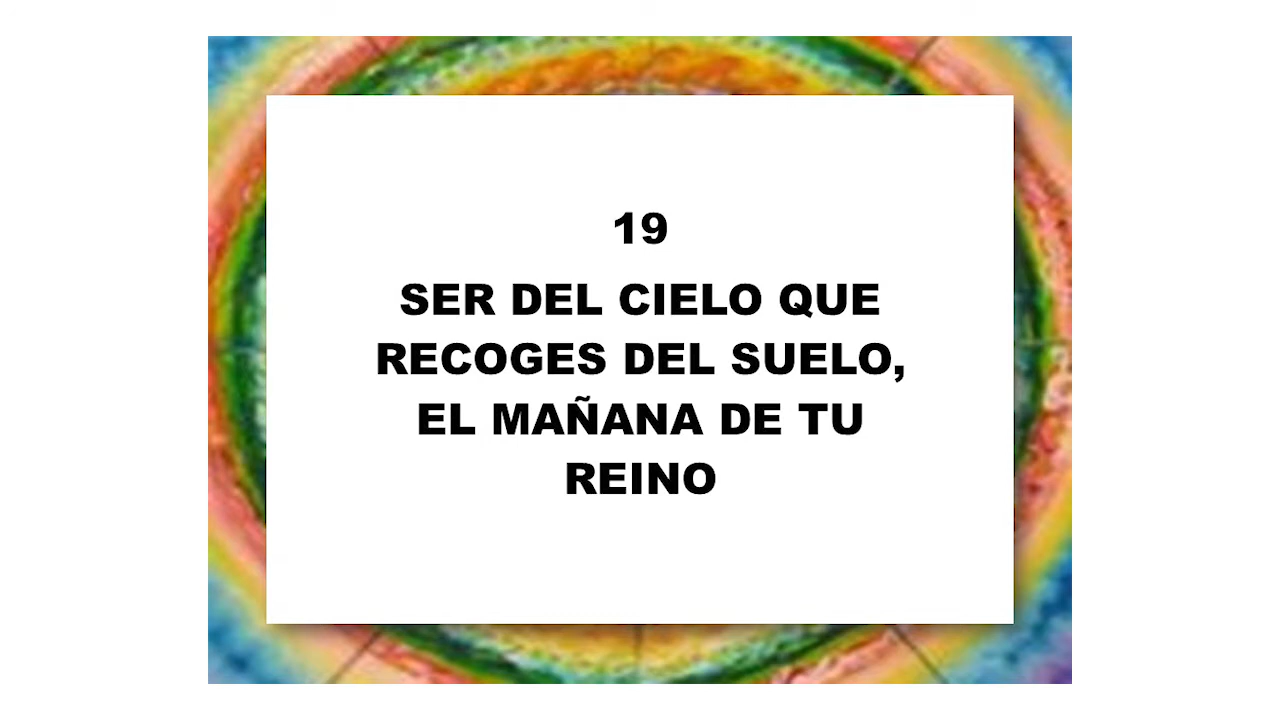 19
SER DEL CIELO QUE
RECOGES DEL SUELO,
EL MAÑANA DE TU
REINO